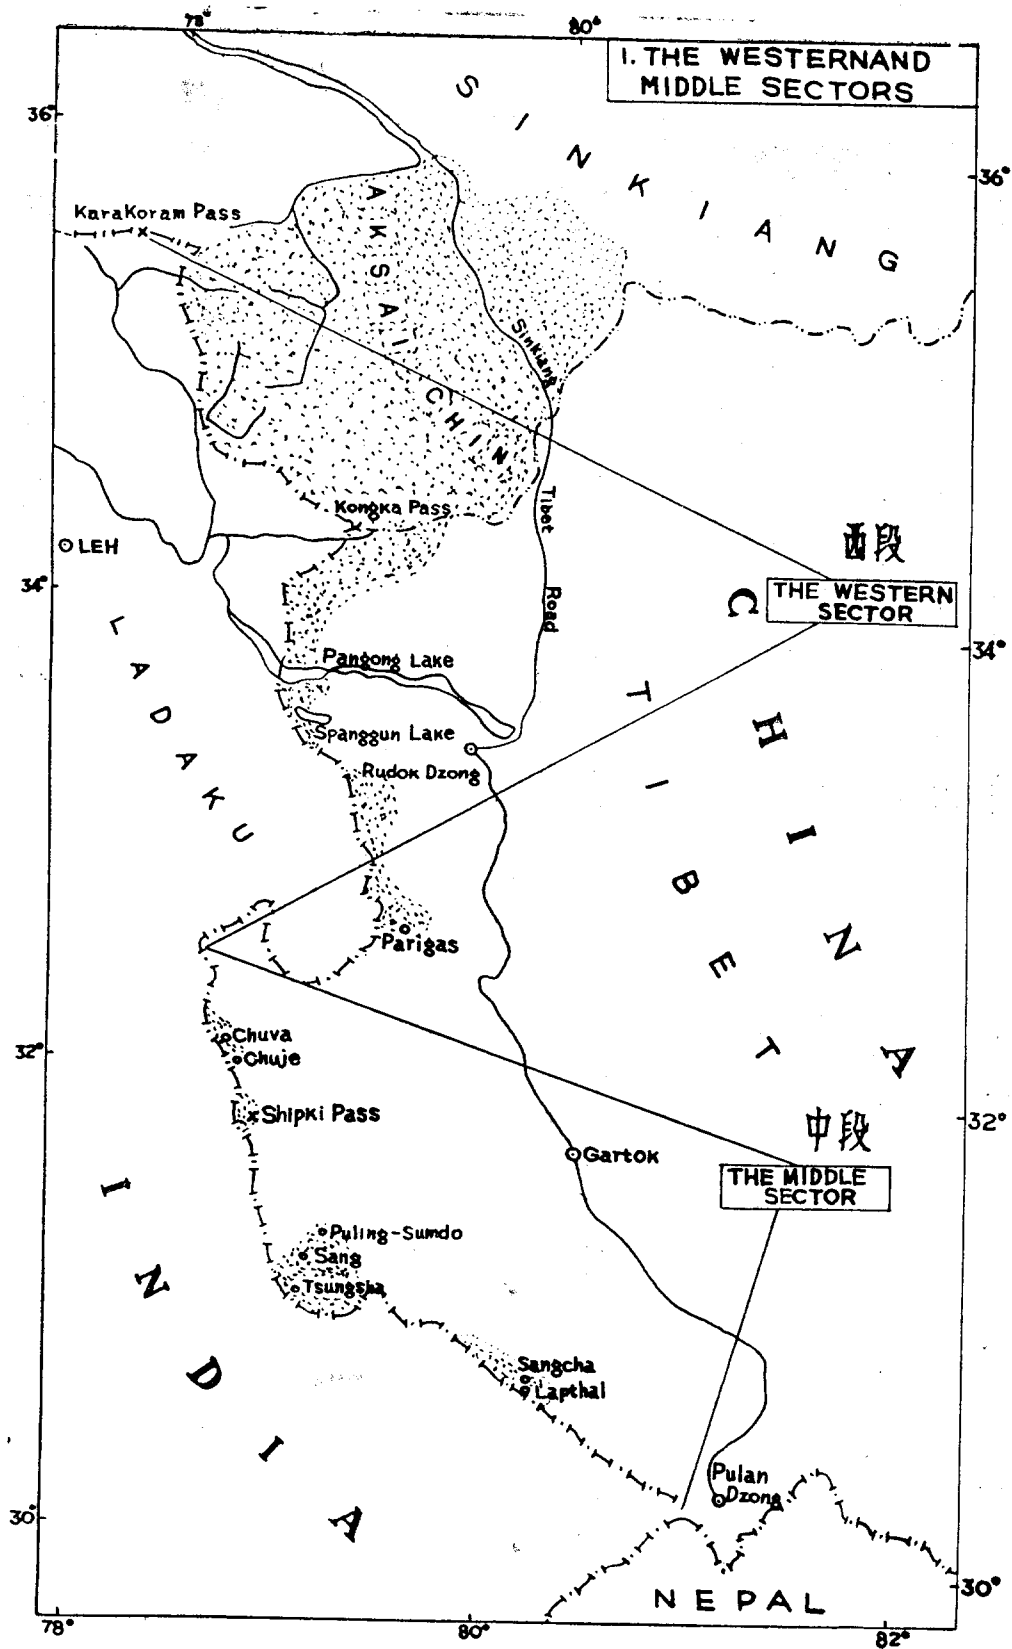 78°
80°
I. THE WESTERNAND
MIDDLE SECTORS
36°
36°
SINKIANG
KaraKoram Pass
AKSAI CHIN
Sinkiang
Tibet
Road
Kongka Pass
LEH
西段
34°
THE WESTERN
SECTOR
34°
LADAKU
Pangong Lake
Spanggun Lake
Rudok Dzong
CHINA
TIBET
Parigas
Chuva
Chuje
32°
Shipki Pass
32°
中段
Gartok
THE MIDDLE
SECTOR
INDIA
Puling-Sumdo
Sang
Tsungsha
Sangcha
Lapthal
Pulan
Dzong
30°
30°
NEPAL
78°
80°
82°